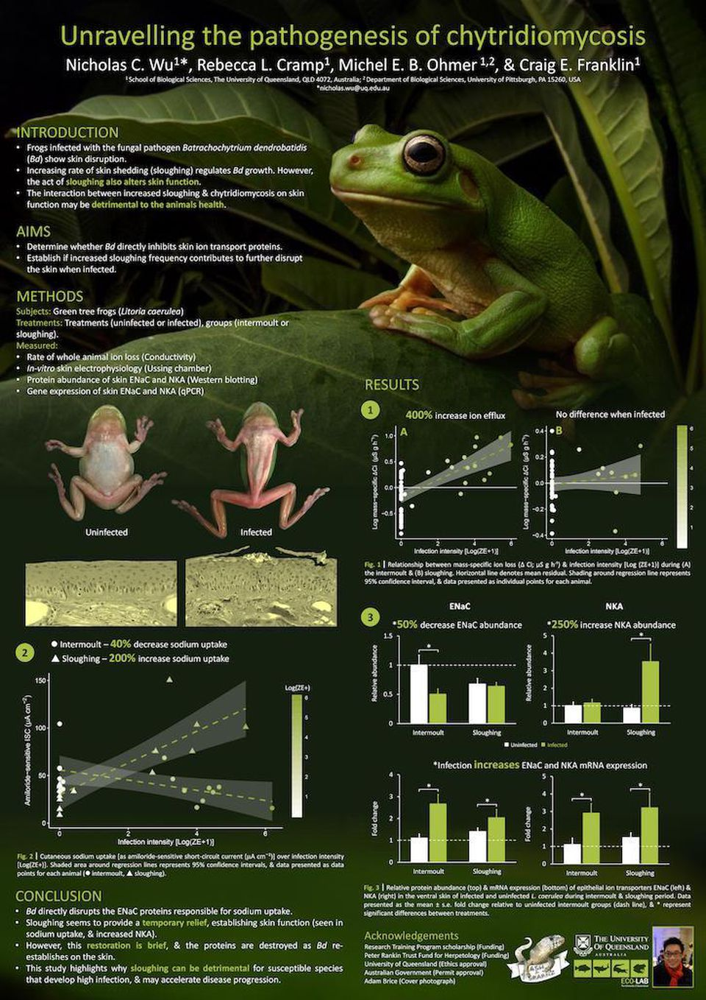 Unravelling the pathogenesis of chytridiomycosis
Nicholas C. Wu¹*, Rebecca L. Cramp¹, Michel E. B. Ohmer ¹,², & Craig E. Franklin¹
¹ School of Biological Sciences, The University of Queensland, QLD 4072, Australia; ² Department of Biological Sciences, University of Pittsburgh, PA 15260, USA
*nicholas.wu@uq.edu.au
INTRODUCTION
• Frogs infected with the fungal pathogen Batrachochytrium dendrobatidis
(Bd) show skin disruption.
• Increasing rate of skin shedding (sloughing) regulates Bd growth. However,
the act of sloughing also alters skin function.
• The interaction between increased sloughing & chytridiomycosis on skin
function may be detrimental to the animals health.
AIMS
• Determine whether Bd directly inhibits skin ion transport proteins.
• Establish if increased sloughing frequency contributes to further disrupt
the skin when infected.
METHODS
Subjects: Green tree frogs (Litoria caerulea)
Treatments: Treatments (uninfected or infected), groups (intermoult or
sloughing).
Measured:
• Rate of whole animal ion loss (Conductivity)
• In-vitro skin electrophysiology (Ussing chamber)
• Protein abundance of skin ENaC and NKA (Western blotting)
• Gene expression of skin ENaC and NKA (qPCR)
Uninfected
Infected
2
● Intermoult – 40% decrease sodium uptake
▲ Sloughing – 200% increase sodium uptake
Amiloride-sensitive ISC (µA cm⁻²)
150
100
50
0
0 2 4 6
Infection intensity [Log(ZE+1)]
Log(ZE+)
6
5
4
3
2
1
Fig. 2 | Cutaneous sodium uptake [as amiloride-sensitive short-circuit current (µA cm⁻²)] over infection intensity
[Log(ZE+)]. Shaded area around regression lines represents 95% confidence intervals, & data presented as data
points for each animal (● intermoult, ▲ sloughing).
CONCLUSION
• Bd directly disrupts the ENaC proteins responsible for sodium uptake.
• Sloughing seems to provide a temporary relief, establishing skin function (seen in
sodium uptake, & increased NKA).
• However, this restoration is brief, & the proteins are destroyed as Bd re-
establishes on the skin.
• This study highlights why sloughing can be detrimental for susceptible species
that develop high infection, & may accelerate disease progression.
RESULTS
1
400% increase ion efflux
No difference when infected
A
Log mass-specific ΔCi (µS g h⁻¹)
1.0
0.5
0.0
−0.5
0 2 4 6
Infection intensity [Log(ZE+1)]
B
Log mass-specific ΔCi (µS g h⁻¹)
0.4
0.2
0.0
−0.2
−0.4
0 2 4 6
Infection intensity [Log(ZE+1)]
6
5
4
3
2
1
Fig. 1 | Relationship between mass-specific ion loss (Δ Ci; µS g h⁻¹) & infection intensity [Log (ZE+1)] during (A)
the intermoult & (B) sloughing. Horizontal line denotes mean residual. Shading around regression line represents
95% confidence interval, & data presented as individual points for each animal.
3
ENaC
NKA
*50% decrease ENaC abundance
*250% increase NKA abundance
Relative abundance
1.5
1
0.5
0
*
Intermoult Sloughing
Relative abundance
5
4
3
2
1
0
*
Intermoult Sloughing
Uninfected Infected
*Infection increases ENaC and NKA mRNA expression
Fold change
4
3
2
1
0
* *
Intermoult Sloughing
Fold change
5
4
3
2
1
0
* *
Intermoult Sloughing
Fig. 3 | Relative protein abundance (top) & mRNA expression (bottom) of epithelial ion transporters ENaC (left) &
NKA (right) in the ventral skin of infected and uninfected L. caerulea during intermoult & sloughing period. Data
presented as the mean ± s.e. fold change relative to uninfected intermoult groups (dash line), & * represent
significant differences between treatments.
Acknowledgements
Research Training Program scholarship (Funding)
Peter Rankin Trust Fund for Herpetology (Funding)
University of Queensland (Ethics approval)
Australian Government (Permit approval)
Adam Brice (Cover photograph)
THE UNIVERSITY
OF QUEENSLAND
AUSTRALIA
ECO-LAB